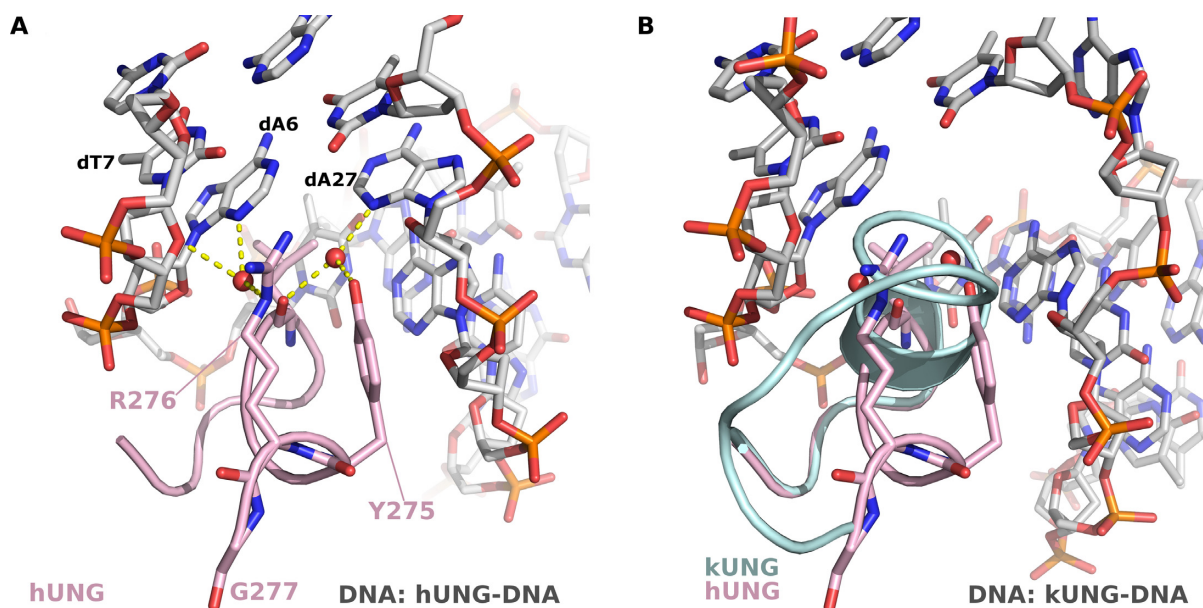 A
dA6
dT7
dA27
R276
Y275
hUNG
G277
DNA: hUNG-DNA
B
kUNG
hUNG
DNA: kUNG-DNA